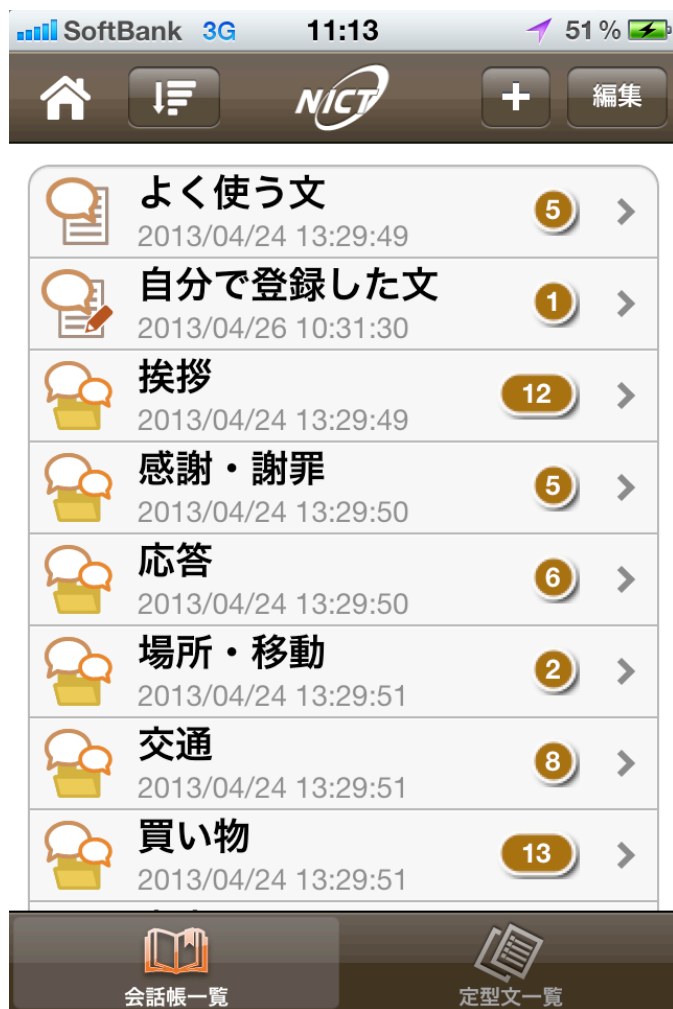 SoftBank 3G 11:13 51%
NICT 編集
よく使う文 5
2013/04/24 13:29:49
自分で登録した文 1
2013/04/26 10:31:30
挨拶 12
2013/04/24 13:29:49
感謝・謝罪 5
2013/04/24 13:29:50
応答 6
2013/04/24 13:29:50
場所・移動 2
2013/04/24 13:29:51
交通 8
2013/04/24 13:29:51
買い物 13
2013/04/24 13:29:51
会話帳一覧 定型文一覧